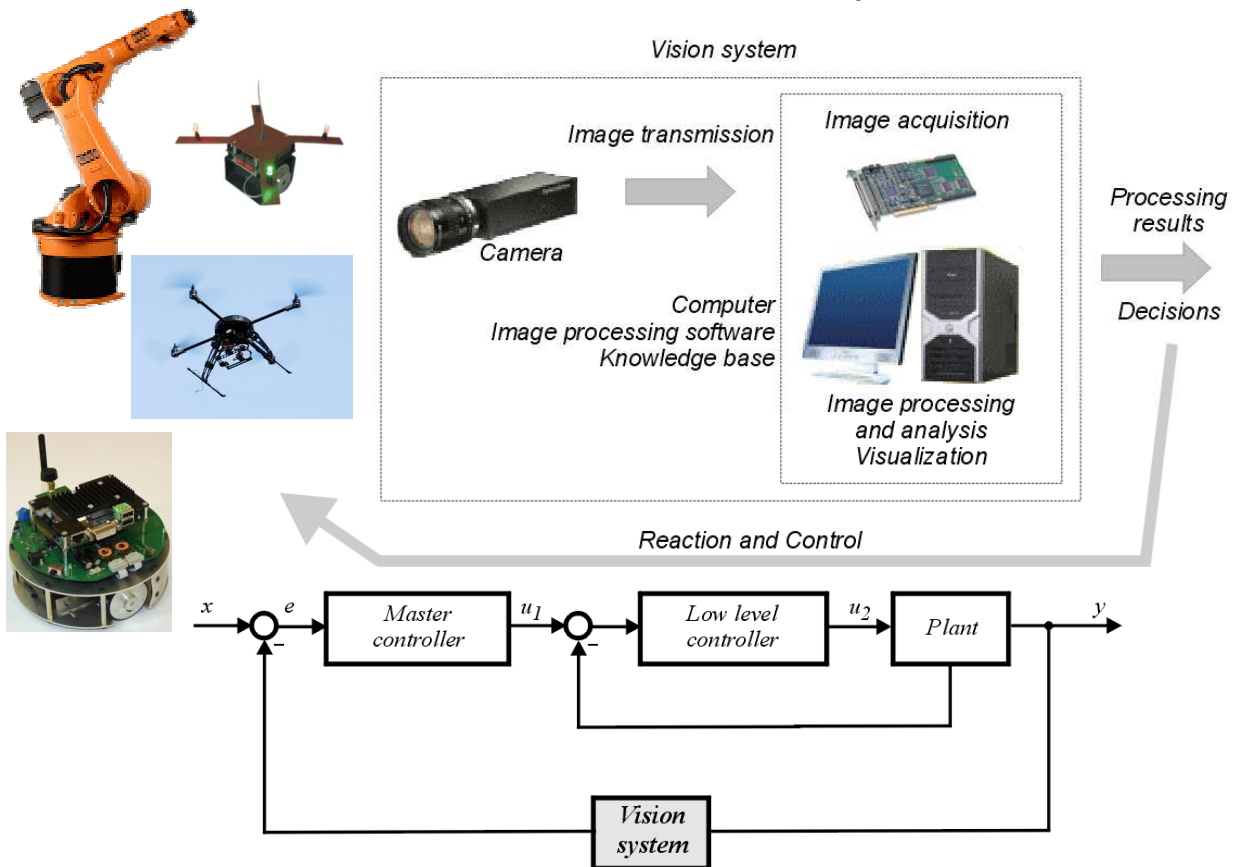 Vision system
Image transmission
Image acquisition
Camera
Computer
Image processing software
Knowledge base
Image processing
and analysis
Visualization
Processing
results
Decisions
Reaction and Control
x
e
Master
controller
u1
Low level
controller
u2
Plant
y
−
−
Vision
system